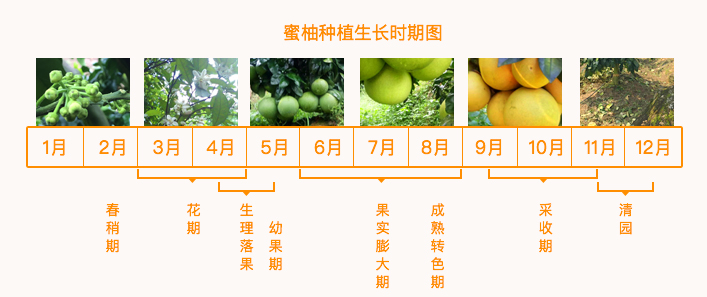 蜜柚种植生长时期图
1月 2月 3月 4月 5月 6月 7月 8月 9月 10月 11月 12月
春稍期
花期
生理落果
幼果期
果实膨大期
成熟转色期
采收期
清园